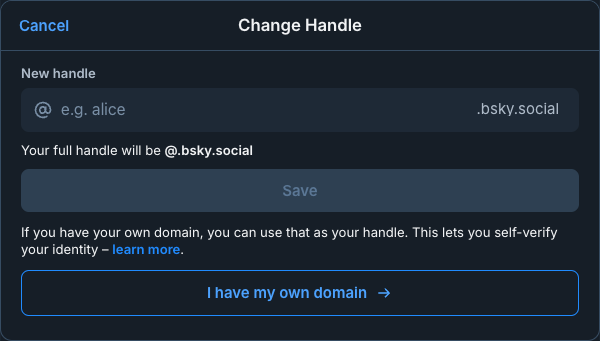 Cancel
Change Handle
New handle
@ e.g. alice
.bsky.social
Your full handle will be @.bsky.social
Save
If you have your own domain, you can use that as your handle. This lets you self-verify
your identity – learn more.
I have my own domain →